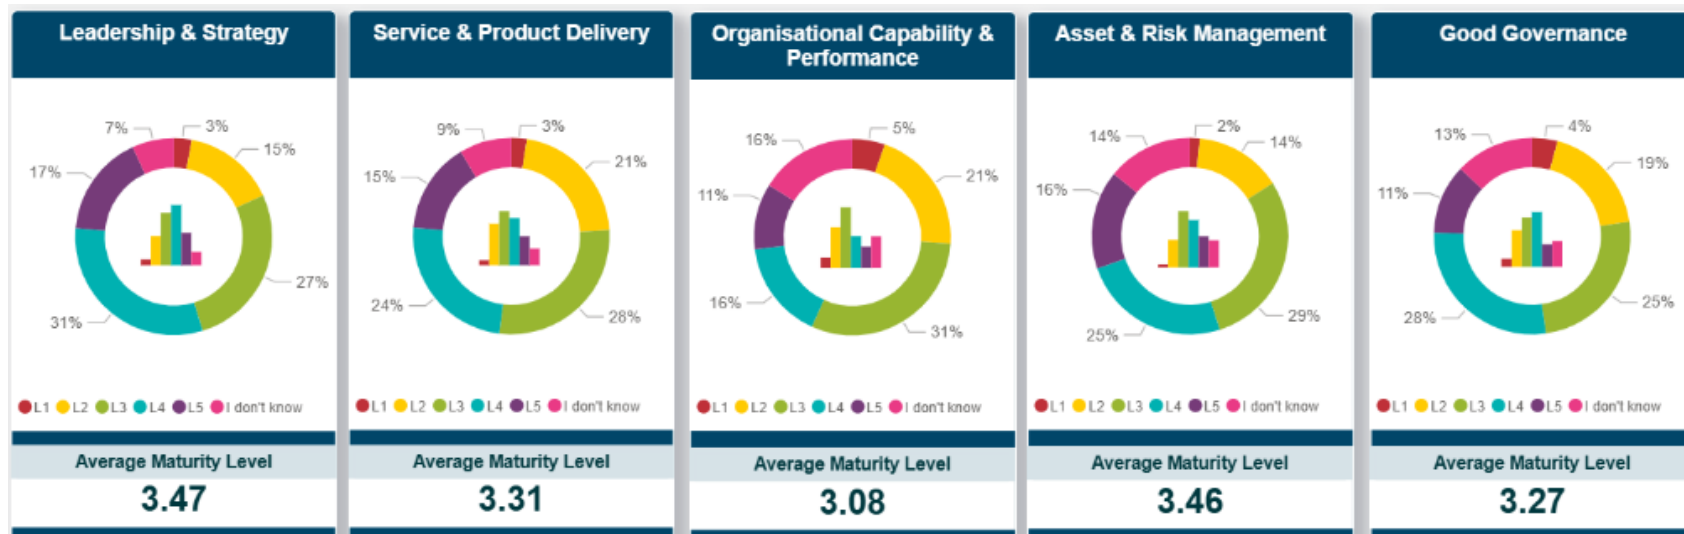 Leadership & Strategy
7%
3%
15%
17%
27%
31%
L1 L2 L3 L4 L5 I don't know
Average Maturity Level
3.47
Service & Product Delivery
9%
3%
21%
15%
24%
28%
L1 L2 L3 L4 L5 I don't know
Average Maturity Level
3.31
Organisational Capability &
Performance
16%
5%
21%
11%
16%
31%
L1 L2 L3 L4 L5 I don't know
Average Maturity Level
3.08
Asset & Risk Management
14%
2%
14%
16%
29%
25%
L1 L2 L3 L4 L5 I don't know
Average Maturity Level
3.46
Good Governance
13%
4%
19%
11%
25%
28%
L1 L2 L3 L4 L5 I don't know
Average Maturity Level
3.27